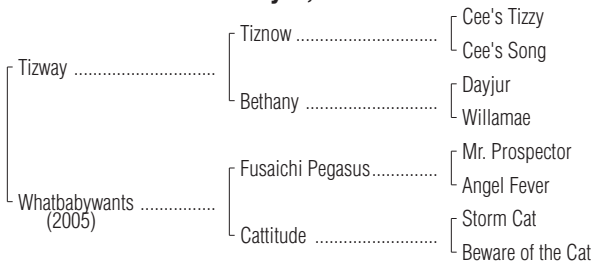 Cee's Tizzy
Tiznow ........................................
Cee's Song
Tizway ........................................
Dayjur
Bethany .....................................
Willamae
Mr. Prospector
Fusaichi Pegasus...................
Angel Fever
Whatbabywants .....................
(2005)
Storm Cat
Cattitude ...................................
Beware of the Cat